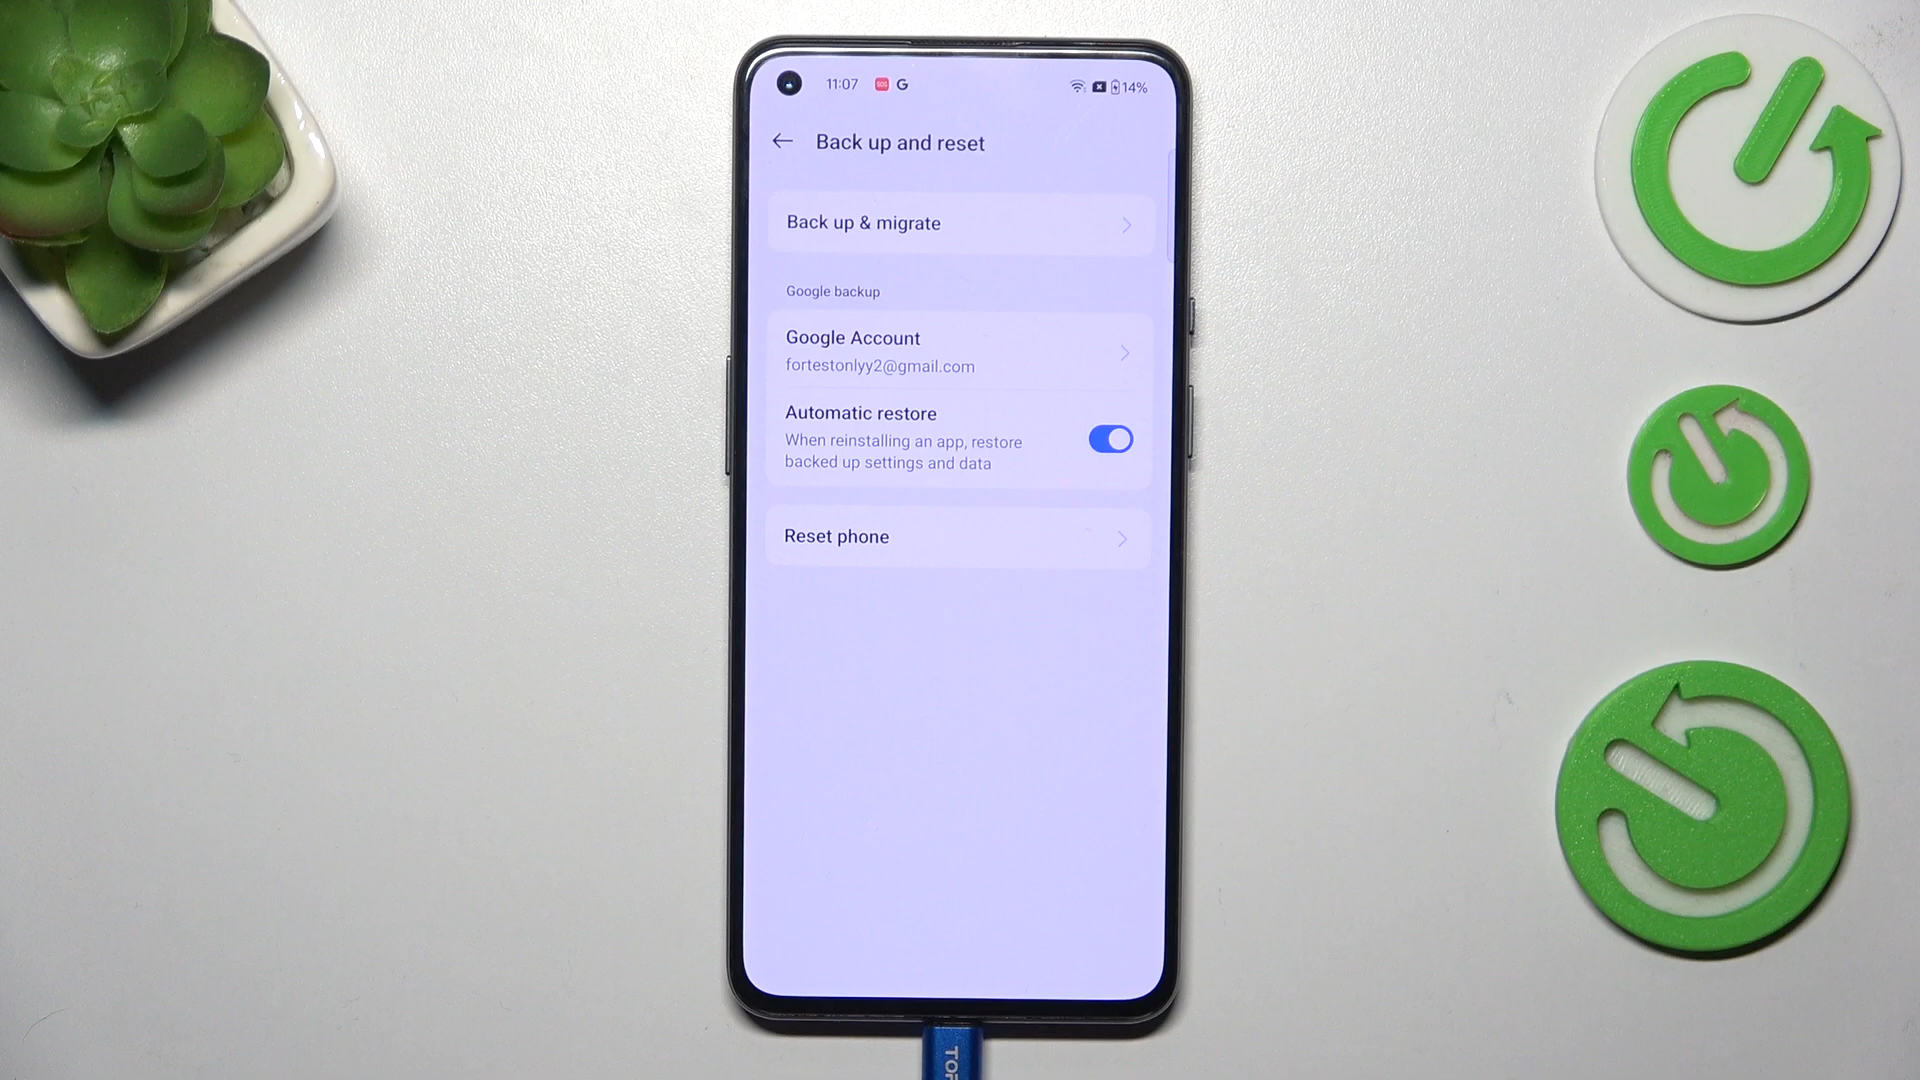 11:07 SOS G 14%
Back up and reset
Back up & migrate
Google backup
Google Account
fortestonlyy2@gmail.com
Automatic restore
When reinstalling an app, restore
backed up settings and data
Reset phone